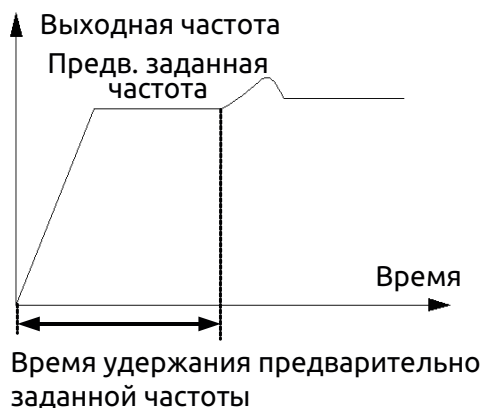 Выходная частота
Предв. заданная
частота
Время
Время удержания предварительно
заданной частоты